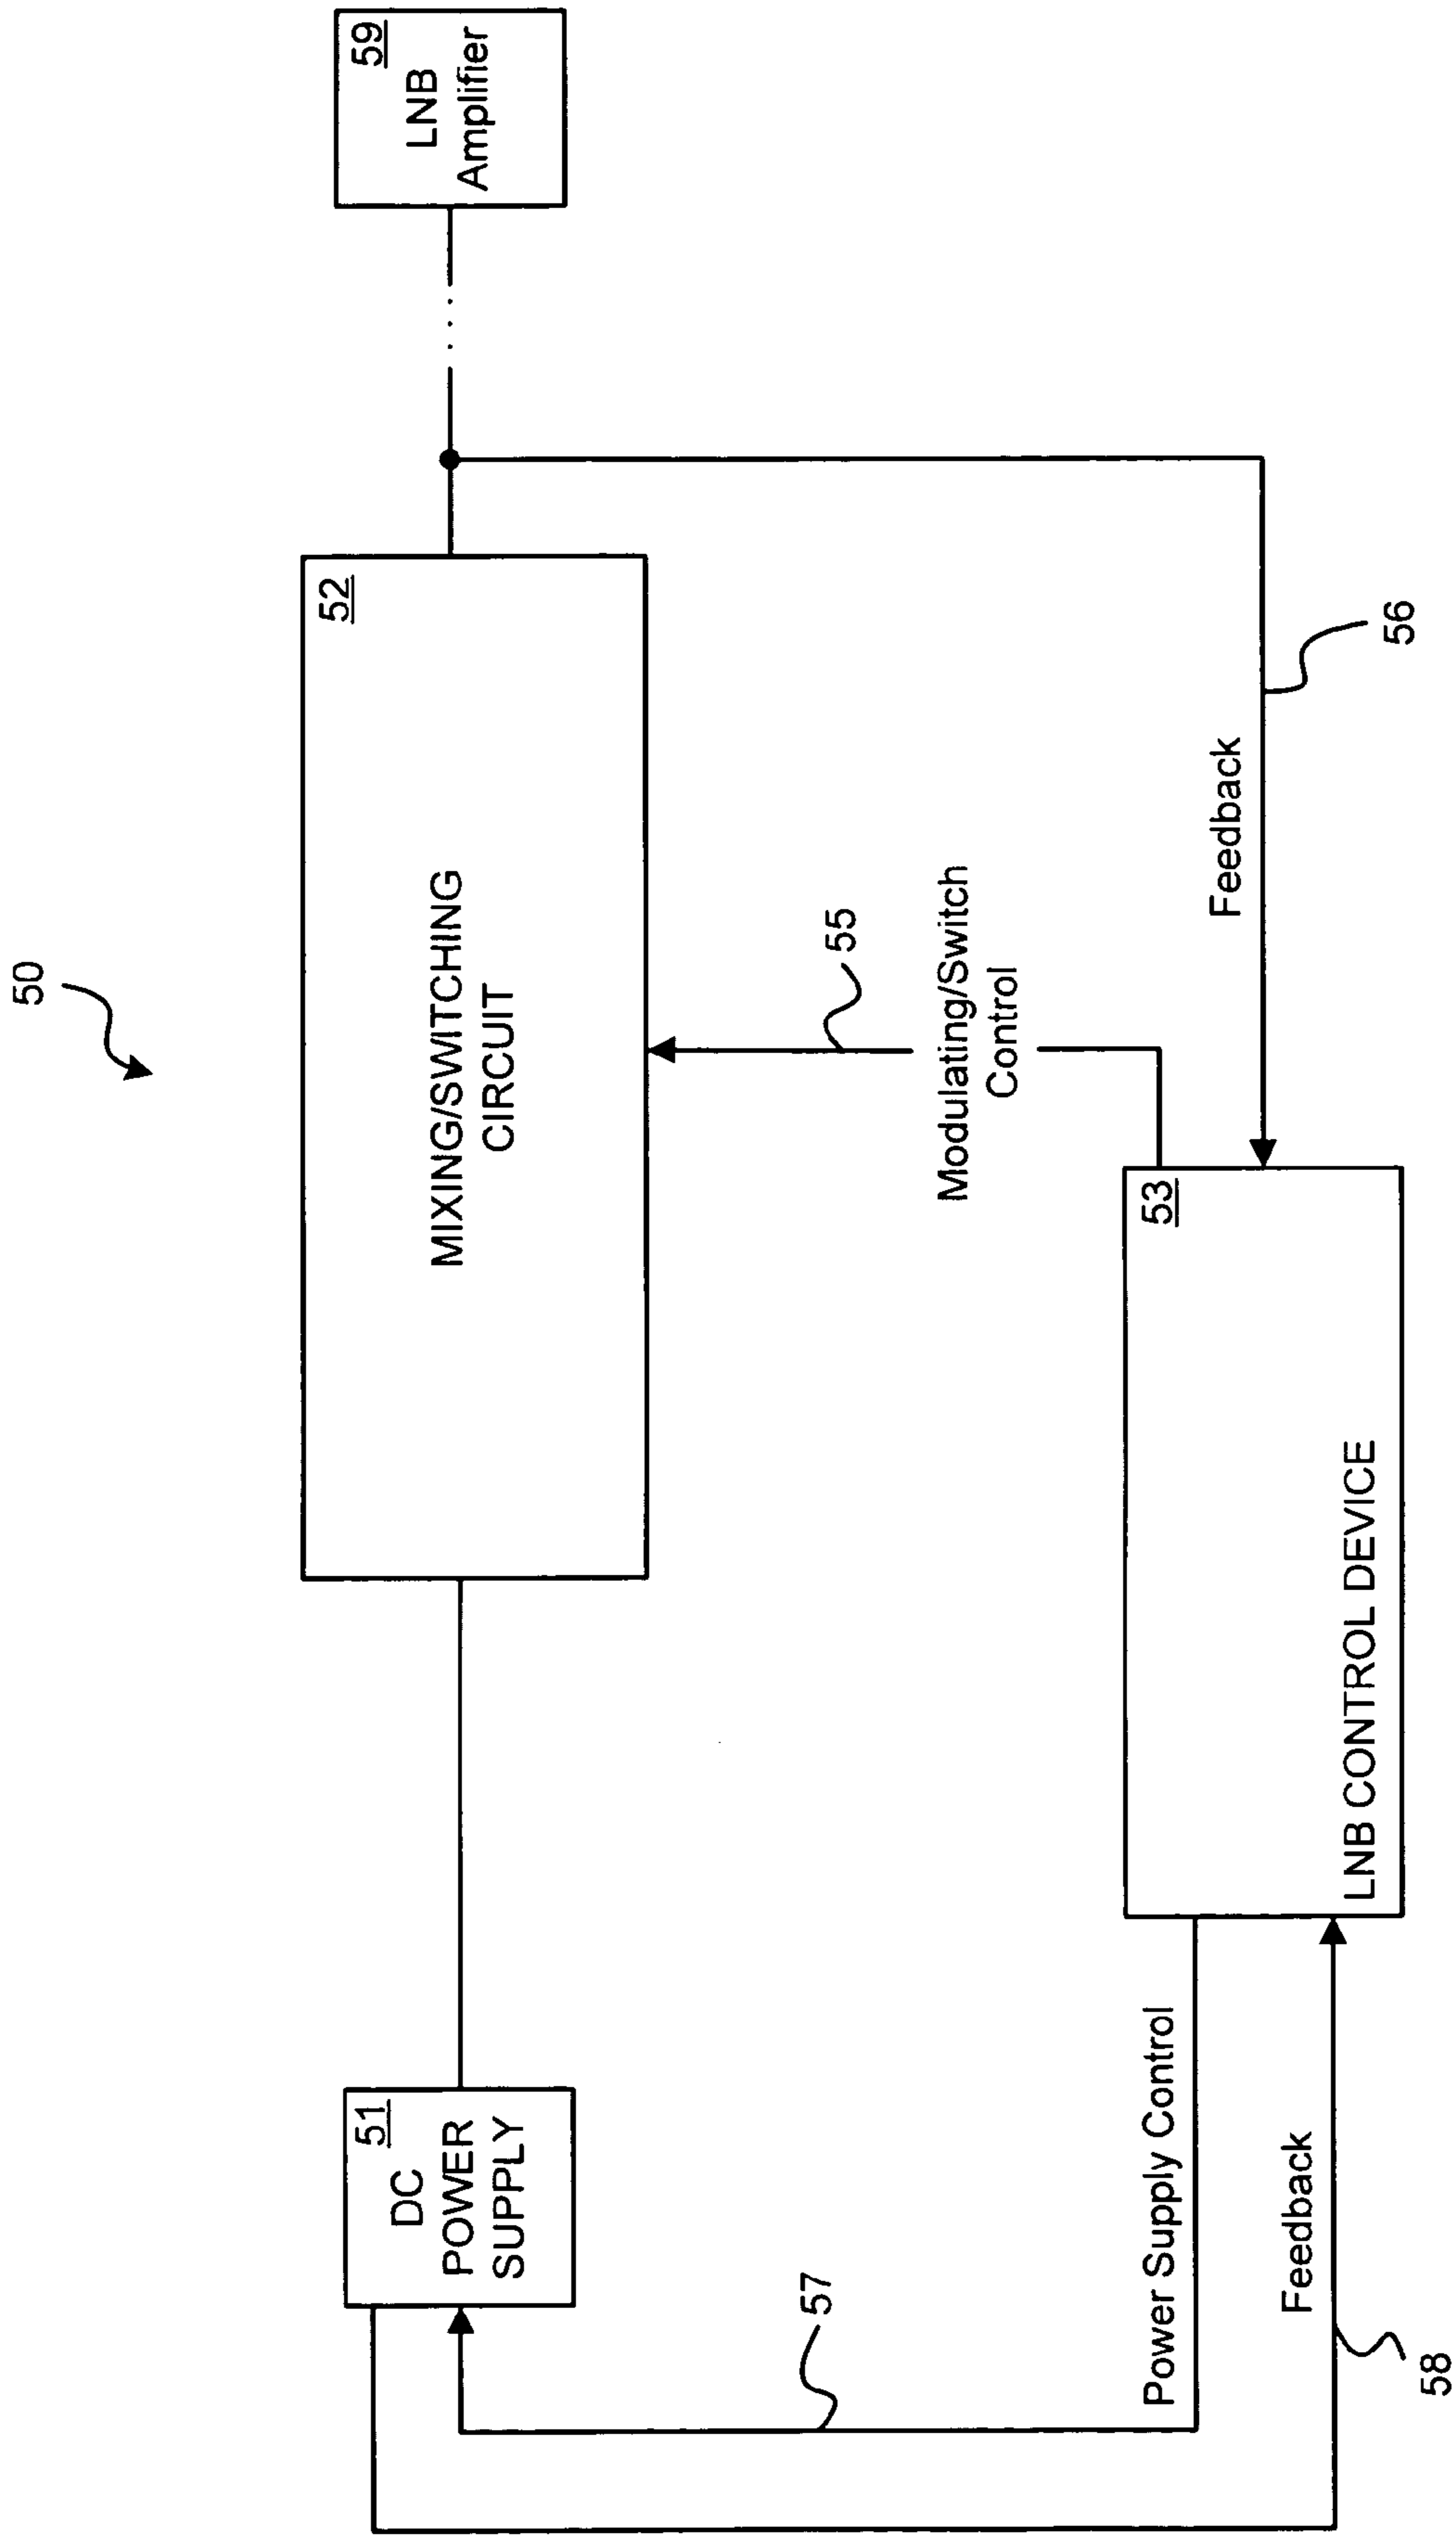 50
51
DC
POWER
SUPPLY
52
MIXING/SWITCHING
CIRCUIT
59
LNB
Amplifier
57
55
Modulating/Switch
Control
Power Supply Control
53
LNB CONTROL DEVICE
Feedback
56
Feedback
58